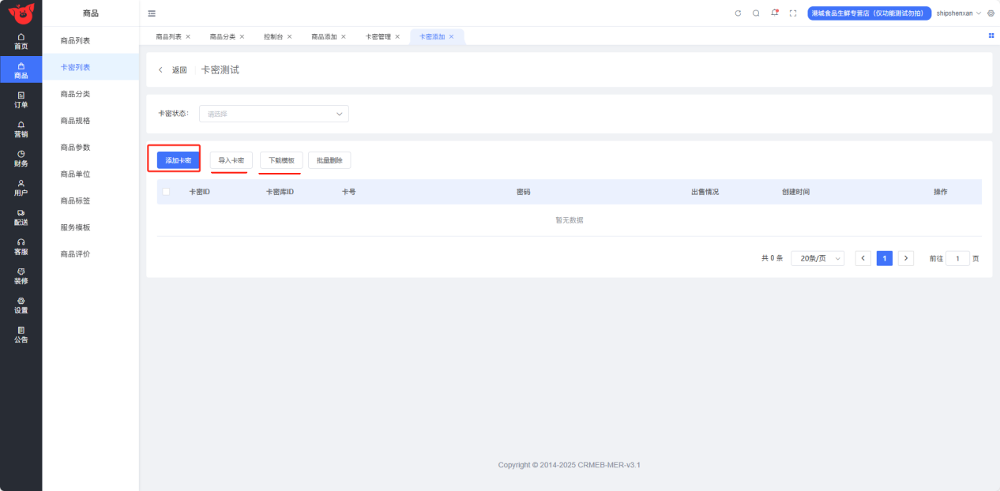 商品
港城食品生鲜专营店（仅功能测试勿拍） shipshenxan
首页
商品
订单
营销
财务
用户
配送
客服
装修
设置
公告
商品列表
卡密列表
商品分类
商品规格
商品参数
商品单位
商品标签
服务模板
商品评价
商品列表 × 商品分类 × 控制台 × 商品添加 × 卡密管理 × 卡密添加 ×
返回 卡密测试
卡密状态： 请选择
添加卡密 导入卡密 下载模板 批量删除
卡密ID 卡密库ID 卡号 密码 出售情况 创建时间 操作
暂无数据
共 0 条 20条/页 1 前往 1 页
Copyright © 2014-2025 CRMEB-MER-v3.1